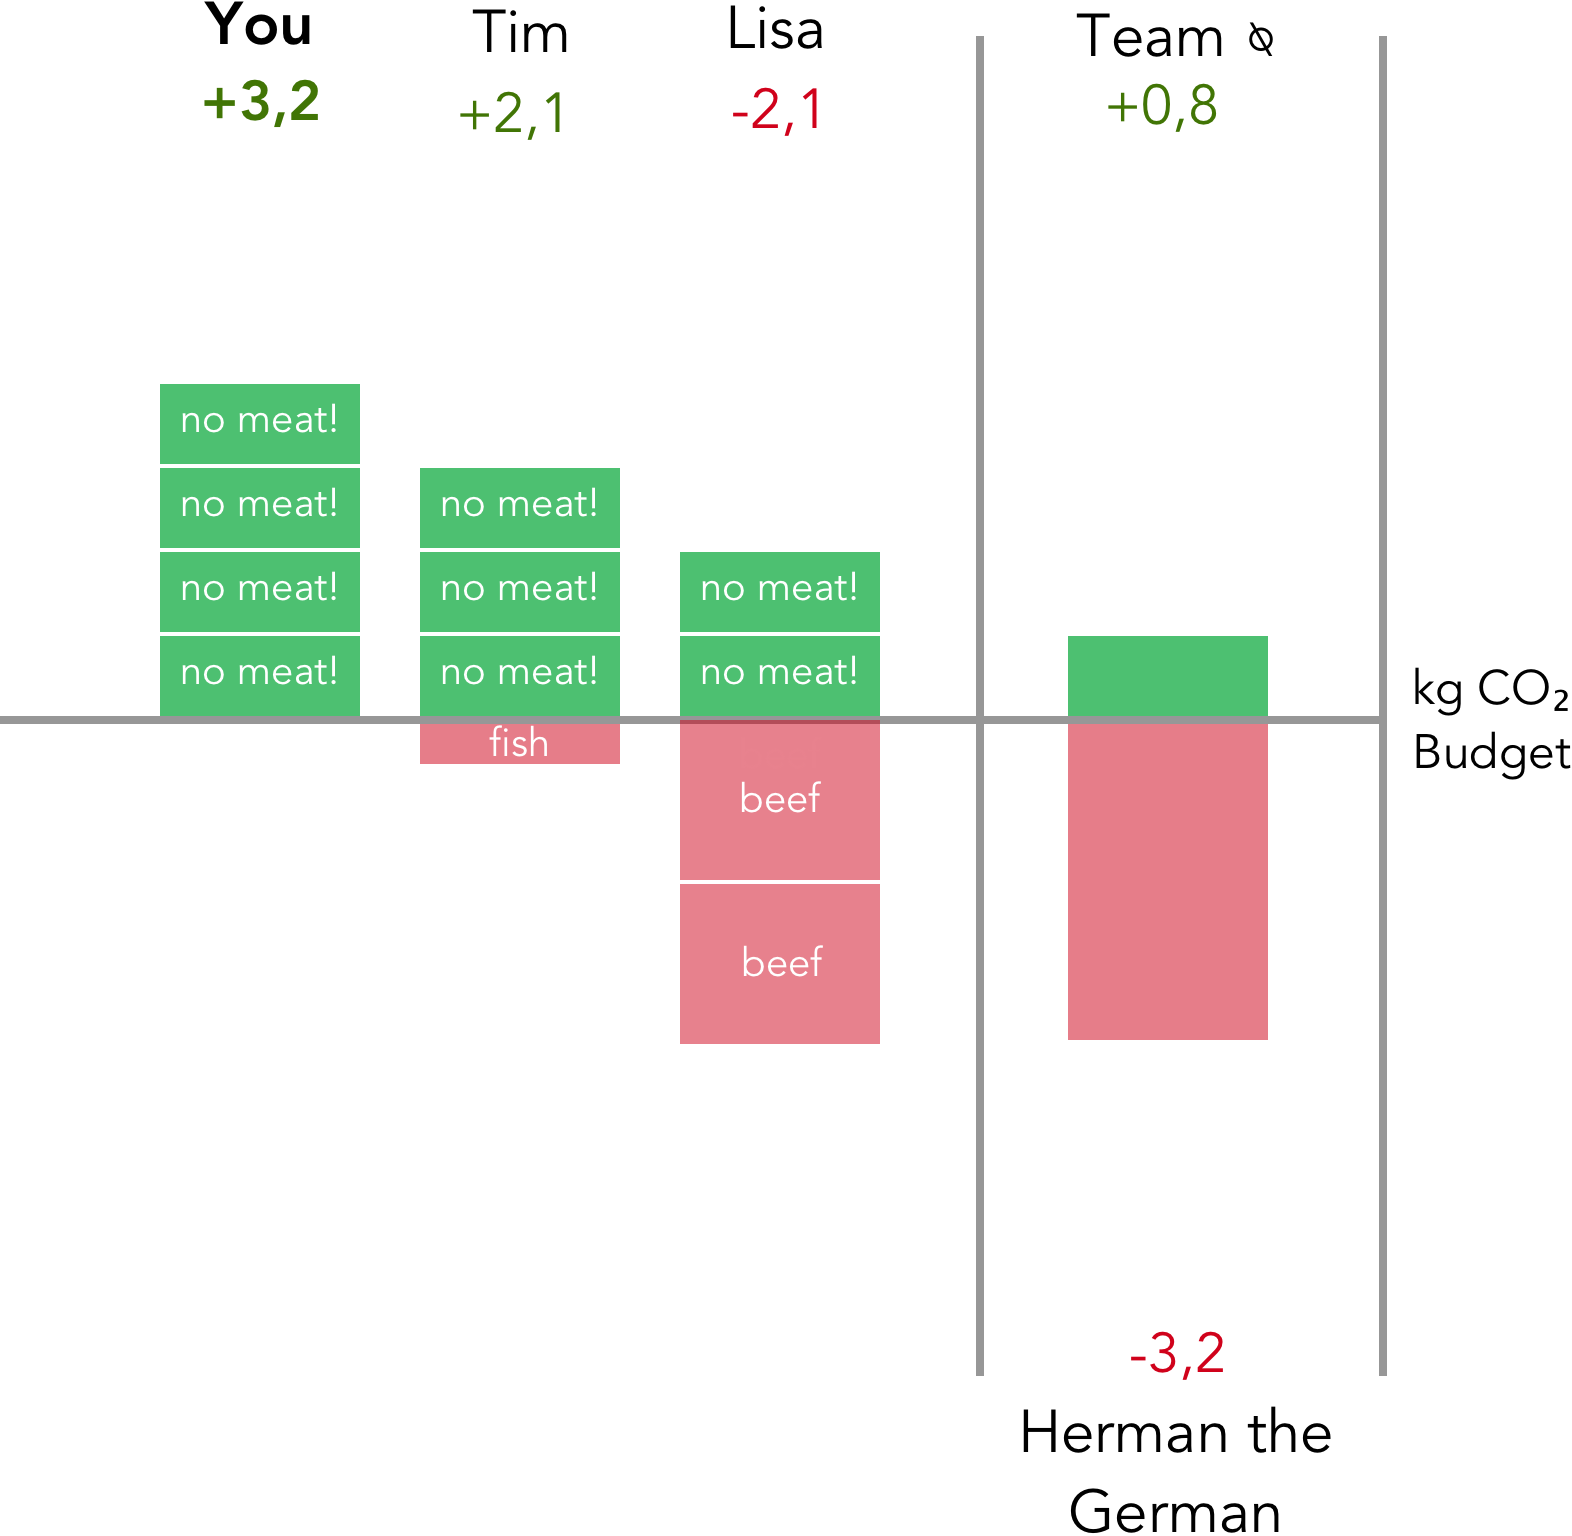 You
+3,2
Tim
+2,1
Lisa
-2,1
Team ⌀
+0,8
no meat!
no meat!
no meat!
no meat!
no meat!
no meat!
no meat!
fish
no meat!
no meat!
beef
beef
kg CO₂
Budget
-3,2
Herman the
German